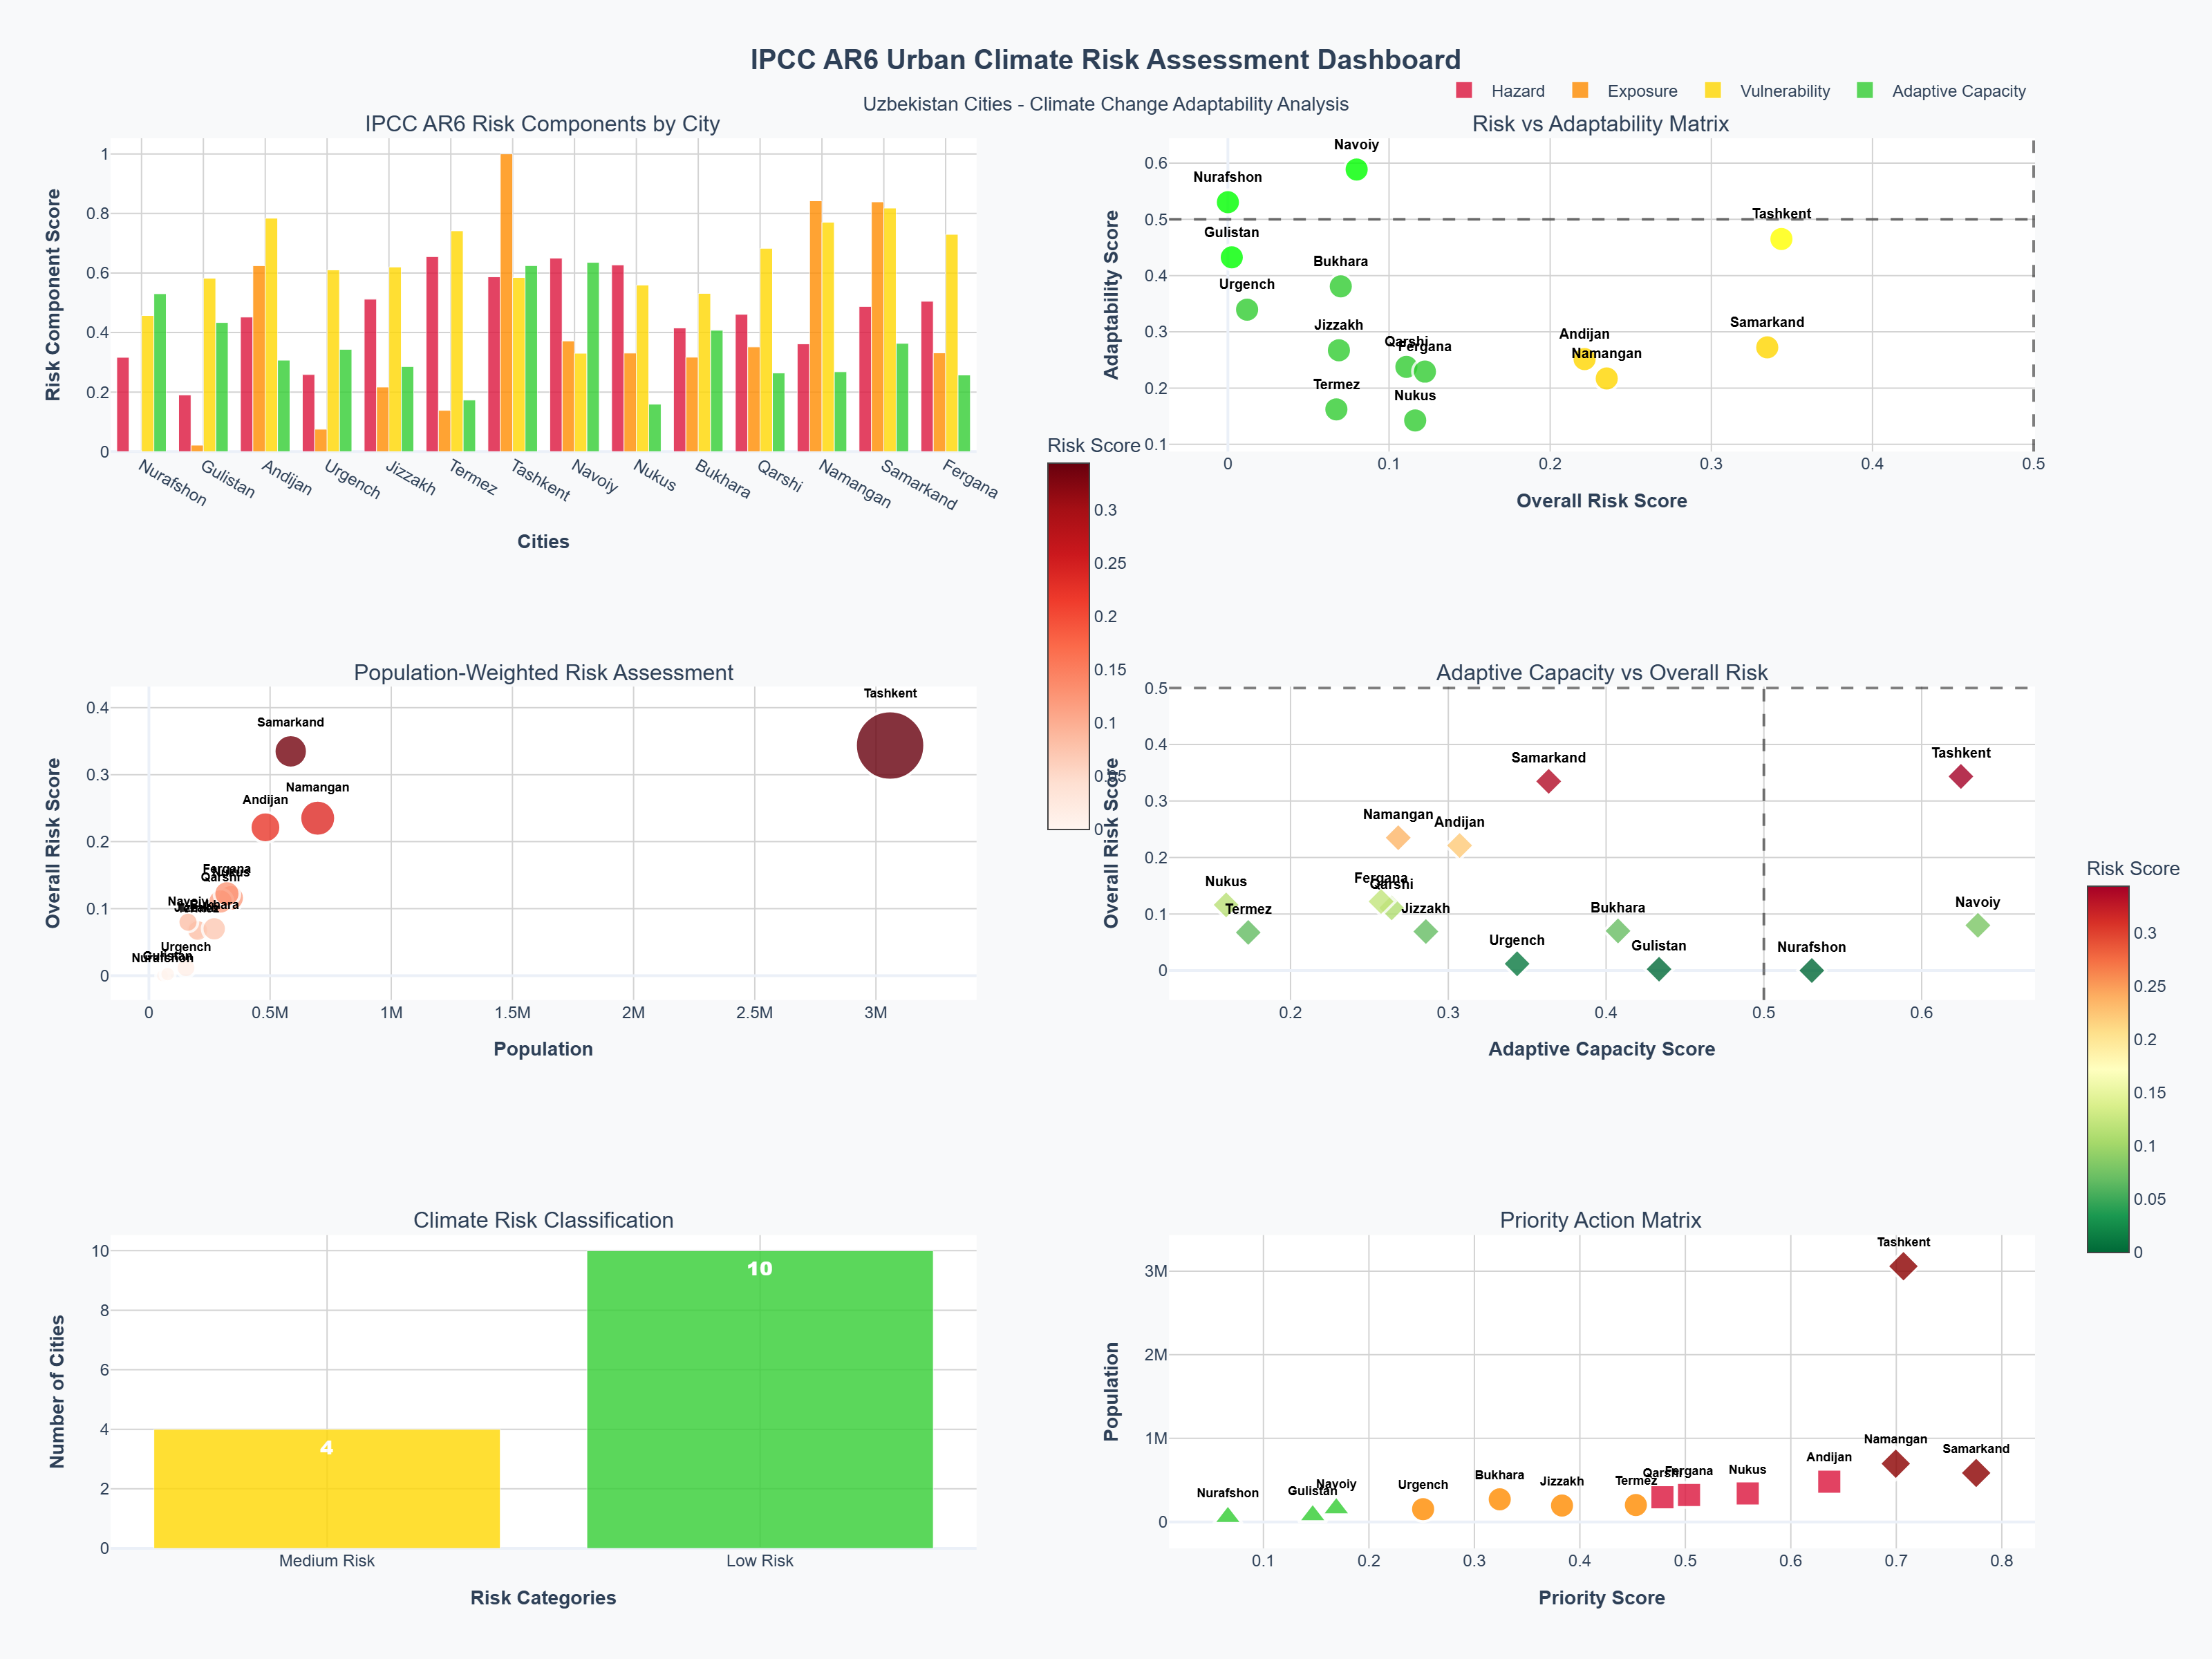 IPCC AR6 Urban Climate Risk Assessment Dashboard
Uzbekistan Cities - Climate Change Adaptability Analysis
Hazard Exposure Vulnerability Adaptive Capacity
IPCC AR6 Risk Components by City
Risk Component Score
1
0.8
0.6
0.4
0.2
0
Nurafshon Gulistan Andijan Urgench Jizzakh Termez Tashkent Navoiy Nukus Bukhara Qarshi Namangan Samarkand Fergana
Cities
Risk vs Adaptability Matrix
Adaptability Score
0.6
0.5
0.4
0.3
0.2
0.1
Navoiy
Nurafshon
Tashkent
Gulistan
Bukhara
Urgench
Jizzakh
Samarkand
Andijan
Qarshi
Fergana
Namangan
Termez
Nukus
0 0.1 0.2 0.3 0.4 0.5
Overall Risk Score
Risk Score
0.3
0.25
0.2
0.15
0.1
0.05
0
Population-Weighted Risk Assessment
Overall Risk Score
0.4
0.3
0.2
0.1
0
Tashkent
Samarkand
Namangan
Andijan
Fergana
Nukus
Qarshi
Navoiy
Bukhara
Jizzakh
Termez
Urgench
Gulistan
Nurafshon
0 0.5M 1M 1.5M 2M 2.5M 3M
Population
Adaptive Capacity vs Overall Risk
Overall Risk Score
0.5
0.4
0.3
0.2
0.1
0
Tashkent
Samarkand
Namangan
Andijan
Nukus
Fergana
Qarshi
Termez
Jizzakh
Bukhara
Navoiy
Urgench
Gulistan
Nurafshon
0.2 0.3 0.4 0.5 0.6
Adaptive Capacity Score
Risk Score
0.3
0.25
0.2
0.15
0.1
0.05
0
Climate Risk Classification
Number of Cities
10
8
6
4
2
0
4
10
Medium Risk Low Risk
Risk Categories
Priority Action Matrix
Population
3M
2M
1M
0
Tashkent
Namangan
Samarkand
Andijan
Nukus
Fergana
Qarshi
Termez
Jizzakh
Bukhara
Urgench
Navoiy
Gulistan
Nurafshon
0.1 0.2 0.3 0.4 0.5 0.6 0.7 0.8
Priority Score